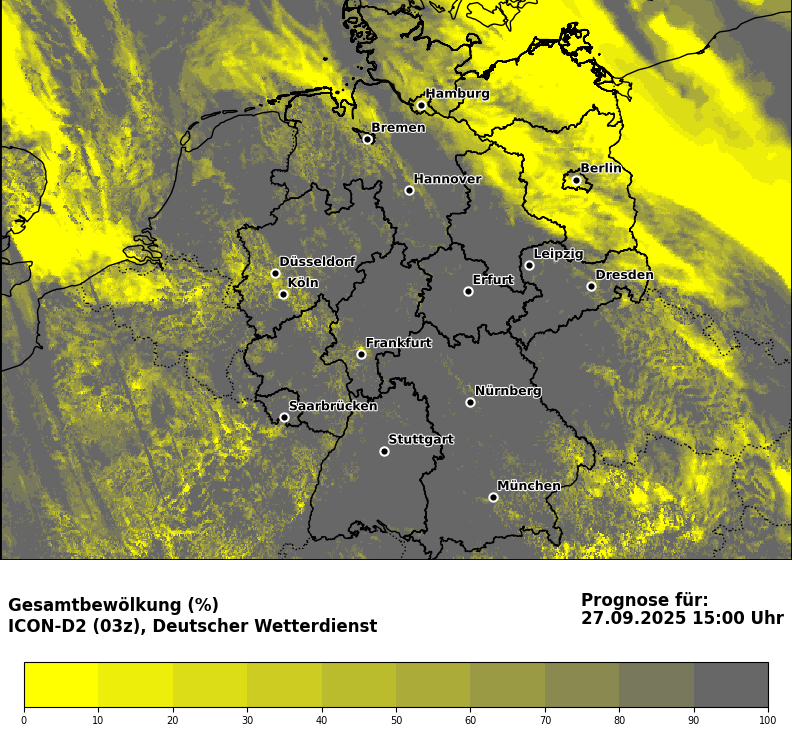 Hamburg
Bremen
Berlin
Hannover
Leipzig
Düsseldorf
Dresden
Erfurt
Köln
Frankfurt
Nürnberg
Saarbrücken
Stuttgart
München
Gesamtbewölkung (%)
ICON-D2 (03z), Deutscher Wetterdienst
Prognose für:
27.09.2025 15:00 Uhr
0 10 20 30 40 50 60 70 80 90 100